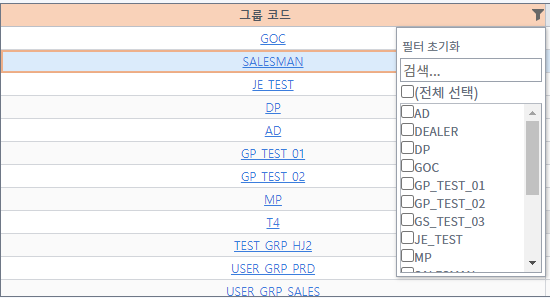 그룹 코드
GOC
SALESMAN
JE_TEST
DP
AD
GP_TEST_01
GP_TEST_02
MP
T4
TEST_GRP_HJ2
USER_GRP_PRD
USER_GRP_SALES
필터 초기화
검색...
(전체 선택)
AD
DEALER
DP
GOC
GP_TEST_01
GP_TEST_02
GS_TEST_03
JE_TEST
MP
SALESMAN